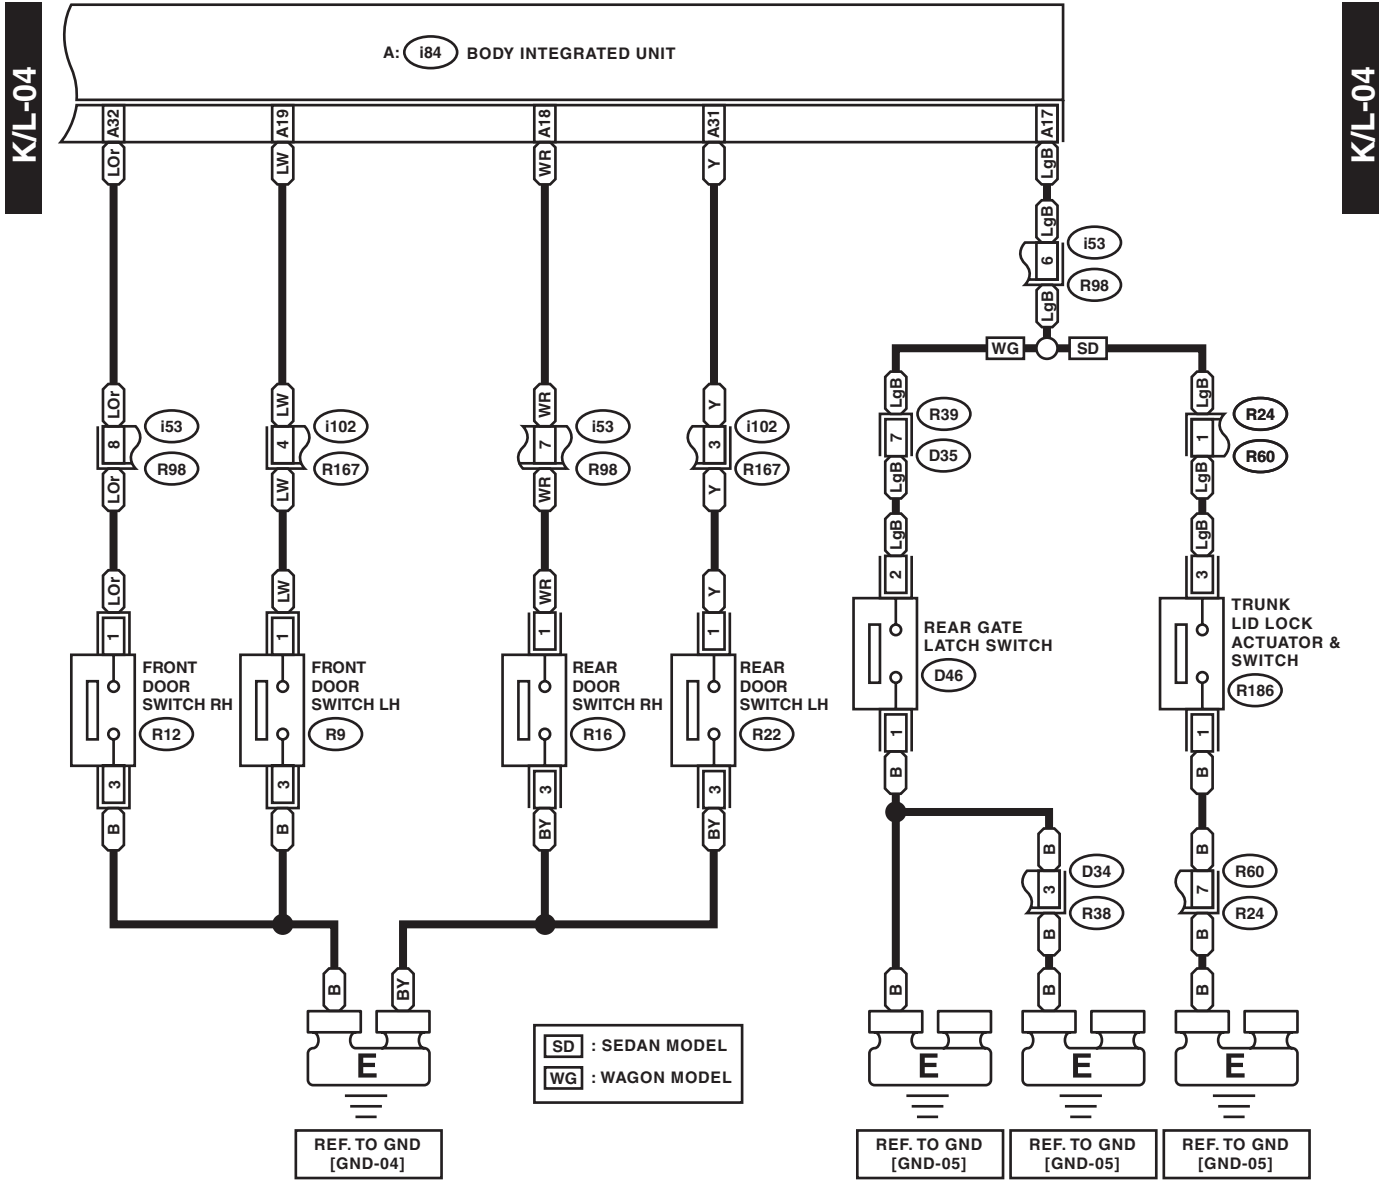 K/L-04
K/L-04
A: i84 BODY INTEGRATED UNIT
A32
A19
A18
A31
A17
LOr
LW
WR
Y
LgB
LgB
6
i53
R98
LgB
WG
SD
LOr
LW
WR
Y
LgB
LgB
8
i53
R98
4
i102
R167
7
i53
R98
3
i102
R167
7
R39
D35
1
R24
R60
LOr
LW
WR
Y
LgB
LgB
LgB
LgB
LOr
LW
WR
Y
2
3
1
1
1
1
FRONT
DOOR
SWITCH RH
R12
FRONT
DOOR
SWITCH LH
R9
REAR
DOOR
SWITCH RH
R16
REAR
DOOR
SWITCH LH
R22
REAR GATE
LATCH SWITCH
D46
TRUNK
LID LOCK
ACTUATOR &
SWITCH
R186
1
1
3
3
3
3
B
B
B
B
BY
BY
B
B
3
D34
R38
7
R60
R24
B
B
B
BY
B
B
B
E
E
E
E
SD : SEDAN MODEL
WG : WAGON MODEL
REF. TO GND
[GND-04]
REF. TO GND
[GND-05]
REF. TO GND
[GND-05]
REF. TO GND
[GND-05]